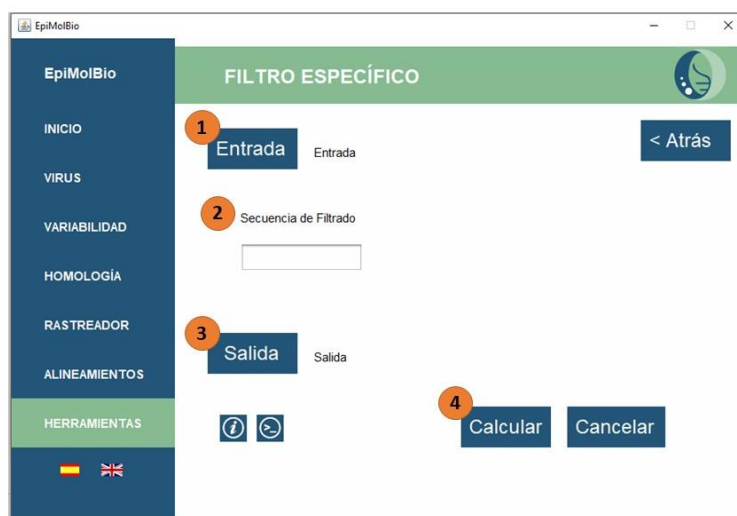 EpiMolBio
EpiMolBio
FILTRO ESPECÍFICO
INICIO
VIRUS
VARIABILIDAD
HOMOLOGÍA
RASTREADOR
ALINEAMIENTOS
HERRAMIENTAS
1
Entrada Entrada
< Atrás
2
Secuencia de Filtrado
3
Salida Salida
4
Calcular Cancelar